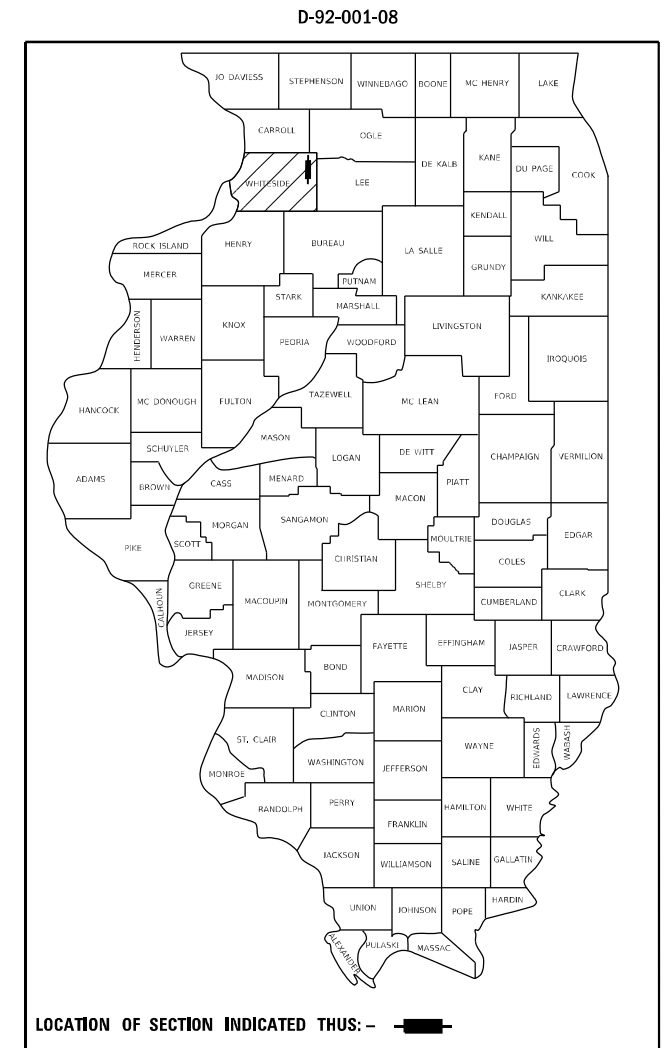 D-92-001-08
JO DAVIESS
STEPHENSON
WINNEBAGO
BOONE
MC HENRY
LAKE
CARROLL
OGLE
DE KALB
KANE
DU PAGE
COOK
WHITESIDE
LEE
KENDALL
ROCK ISLAND
HENRY
BUREAU
LA SALLE
WILL
GRUNDY
MERCER
PUTNAM
STARK
MARSHALL
KANKAKEE
HENDERSON
WARREN
KNOX
PEORIA
WOODFORD
LIVINGSTON
IROQUOIS
HANCOCK
MC DONOUGH
FULTON
TAZEWELL
MC LEAN
FORD
MASON
SCHUYLER
LOGAN
DE WITT
CHAMPAIGN
VERMILION
ADAMS
BROWN
CASS
MENARD
PIATT
MACON
SANGAMON
MORGAN
SCOTT
PIKE
DOUGLAS
MOULTRIE
EDGAR
CHRISTIAN
COLES
SHELBY
GREENE
MACOUPIN
MONTGOMERY
CUMBERLAND
CLARK
CALHOUN
JERSEY
FAYETTE
EFFINGHAM
JASPER
CRAWFORD
BOND
MADISON
CLAY
RICHLAND
LAWRENCE
CLINTON
MARION
ST. CLAIR
WAYNE
EDWARDS
WABASH
WASHINGTON
JEFFERSON
MONROE
RANDOLPH
PERRY
HAMILTON
WHITE
FRANKLIN
JACKSON
WILLIAMSON
SALINE
GALLATIN
UNION
JOHNSON
POPE
HARDIN
ALEXANDER
PULASKI
MASSAC
LOCATION OF SECTION INDICATED THUS: –